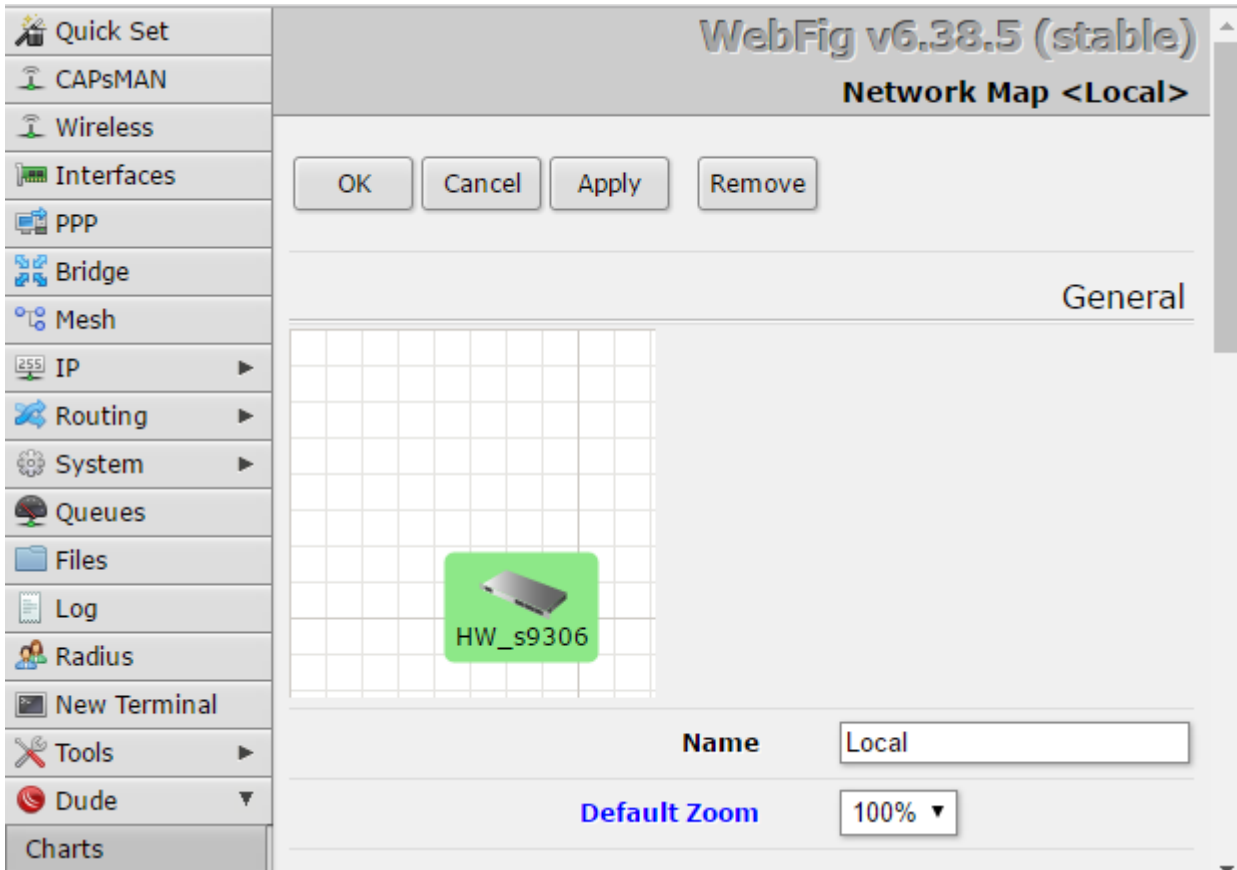 Quick Set
CAPsMAN
Wireless
Interfaces
PPP
Bridge
Mesh
255 IP
Routing
System
Queues
Files
Log
Radius
New Terminal
Tools
Dude
Charts
WebFig v6.38.5 (stable)
Network Map <Local>
OK Cancel Apply Remove
General
HW_s9306
Name Local
Default Zoom 100%